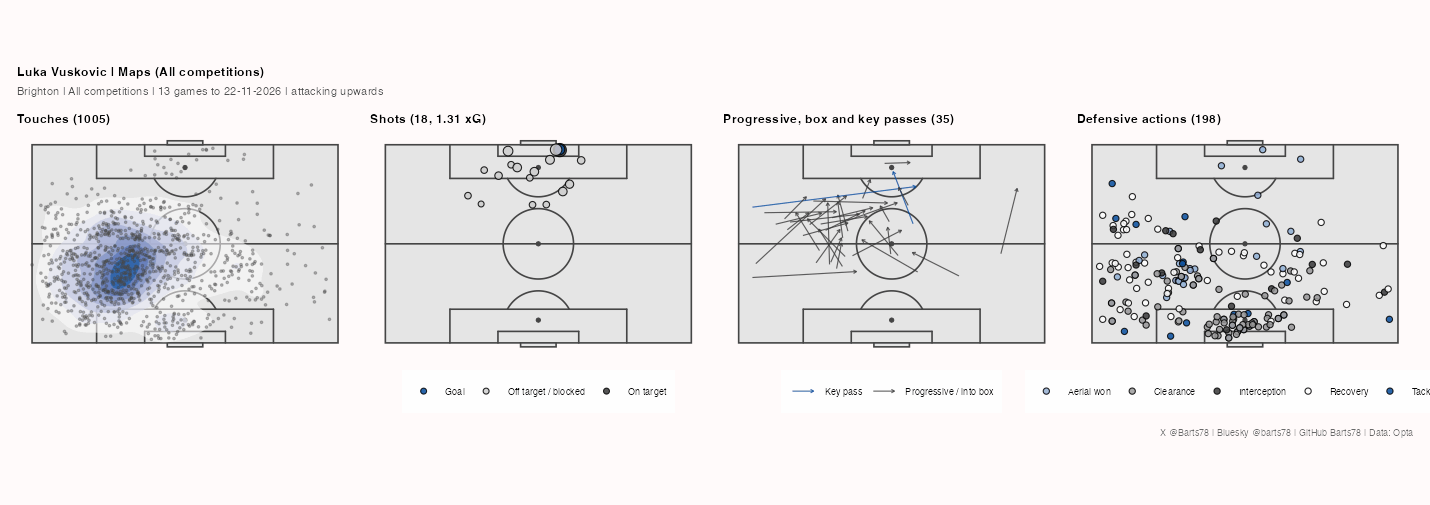 Luka Vuskovic | Maps (All competitions)
Brighton | All competitions | 13 games to 22-11-2026 | attacking upwards
Touches (1005)
Shots (18, 1.31 xG)
Progressive, box and key passes (35)
Defensive actions (198)
Goal
Off target / blocked
On target
Key pass
Progressive / into box
Aerial won
Clearance
Interception
Recovery
Tack
X @Barts78 | Bluesky @barts78 | GitHub Barts78 | Data: Opta